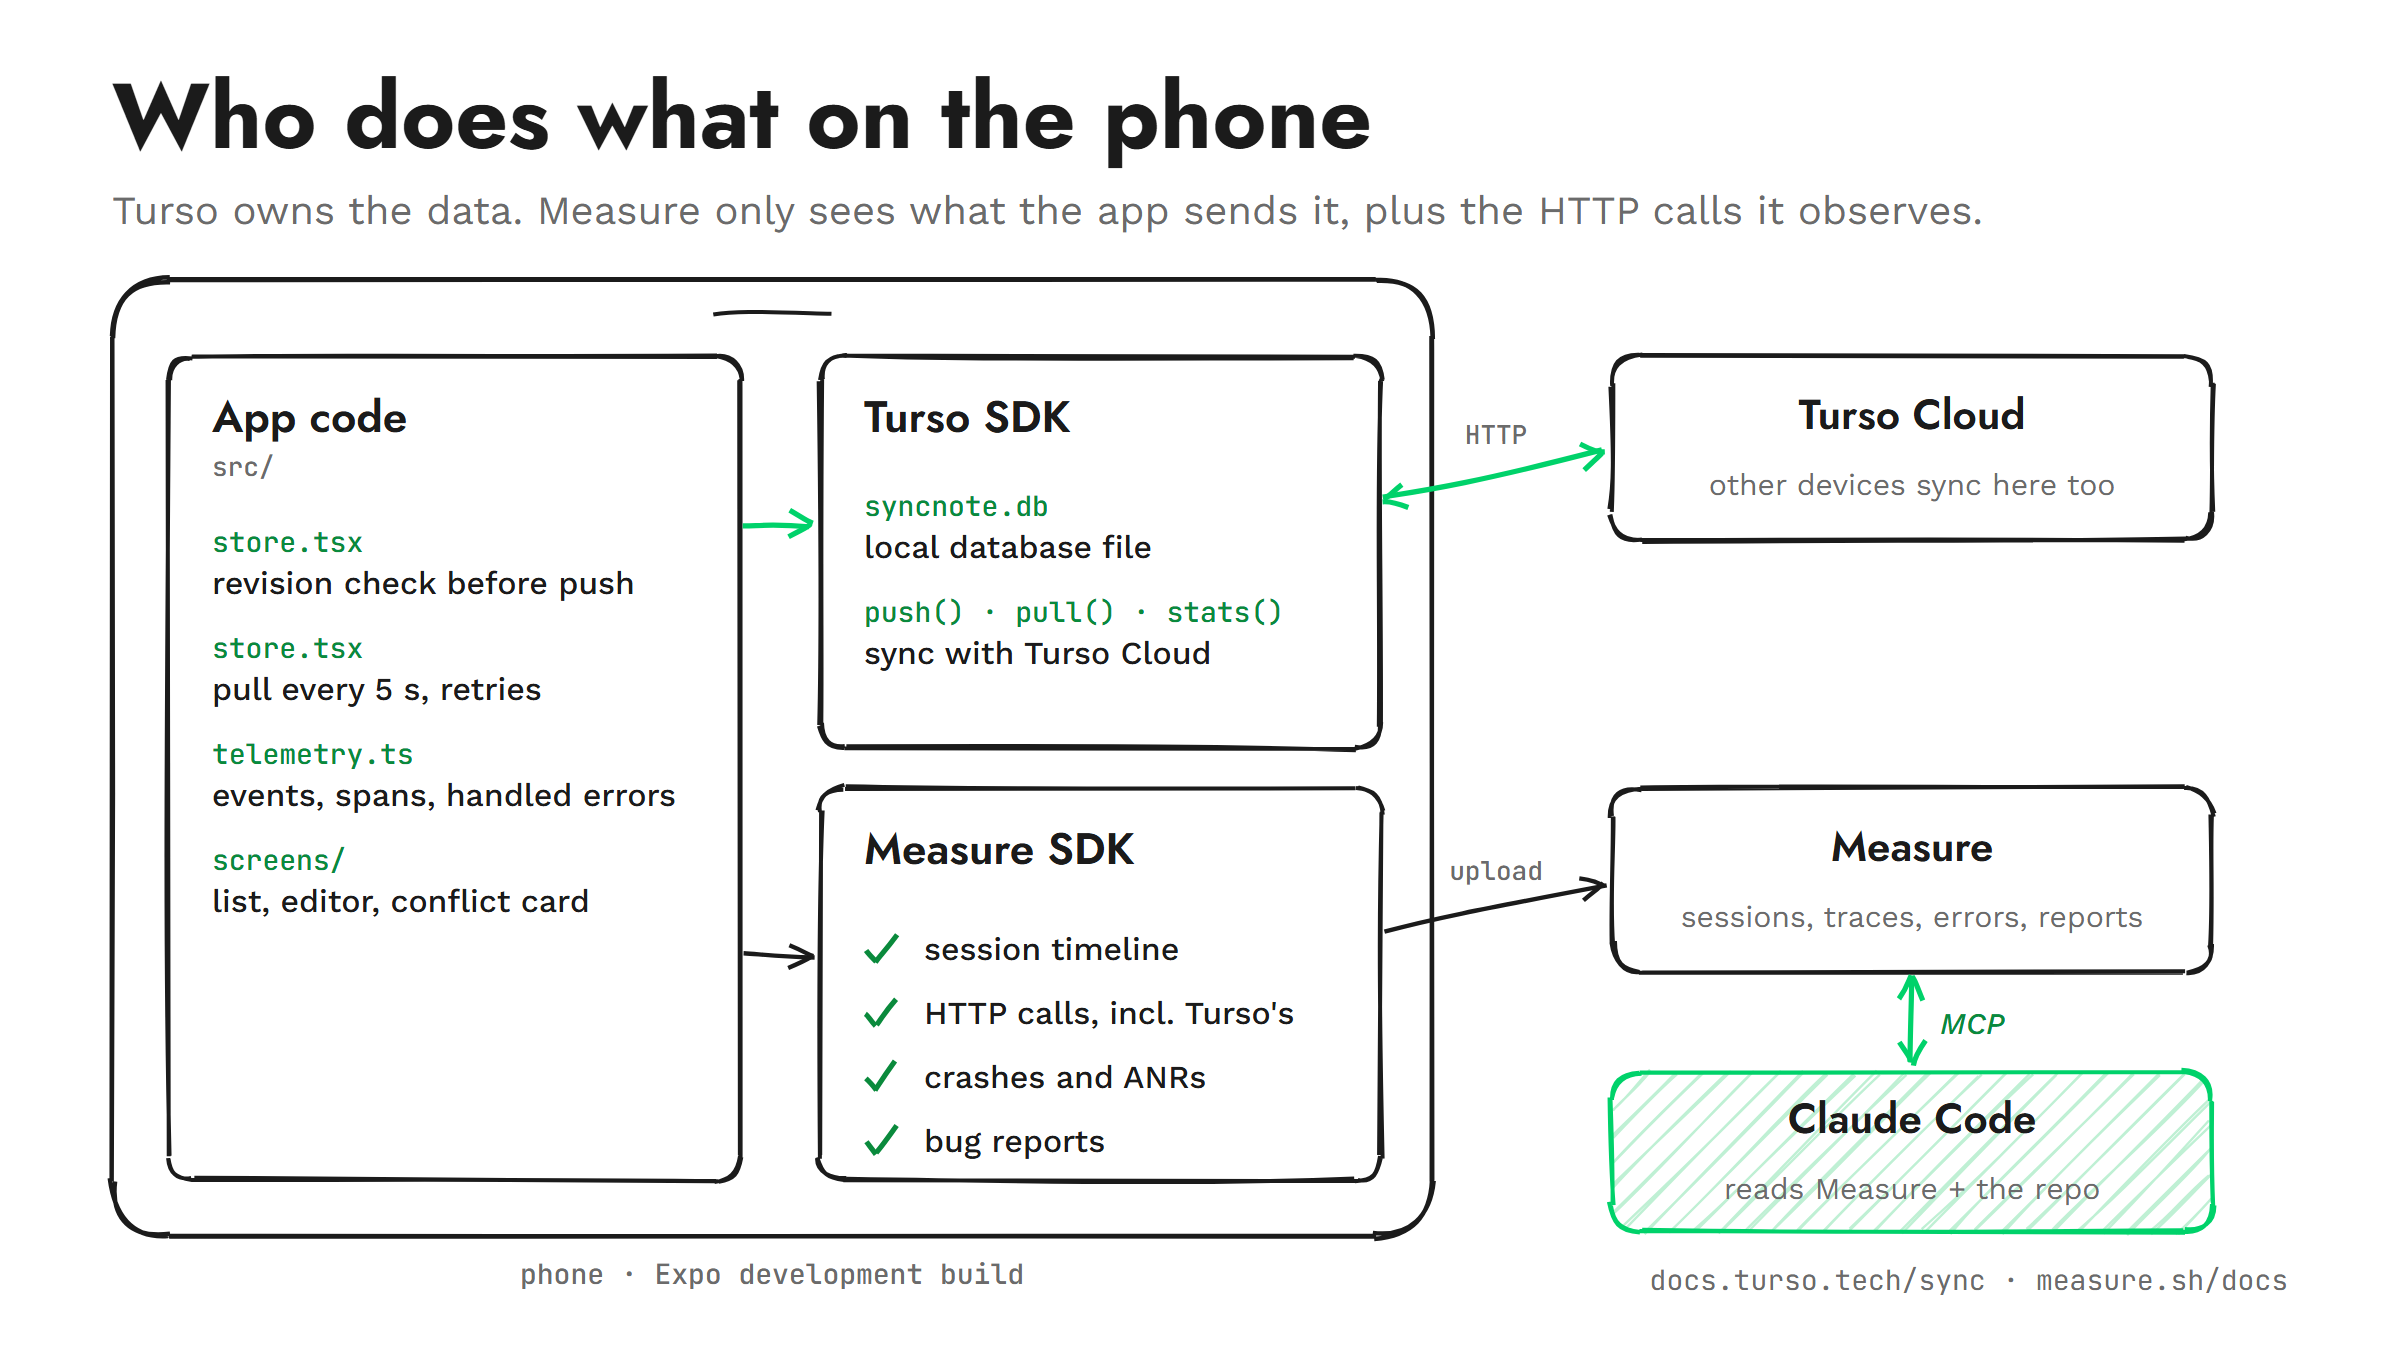 Who does what on the phone
Turso owns the data. Measure only sees what the app sends it, plus the HTTP calls it observes.
App code
src/
store.tsx
revision check before push
store.tsx
pull every 5 s, retries
telemetry.ts
events, spans, handled errors
screens/
list, editor, conflict card
Turso SDK
syncnote.db
local database file
push() · pull() · stats()
sync with Turso Cloud
Measure SDK
session timeline
HTTP calls, incl. Turso's
crashes and ANRs
bug reports
HTTP
Turso Cloud
other devices sync here too
upload
Measure
sessions, traces, errors, reports
MCP
Claude Code
reads Measure + the repo
phone · Expo development build
docs.turso.tech/sync · measure.sh/docs